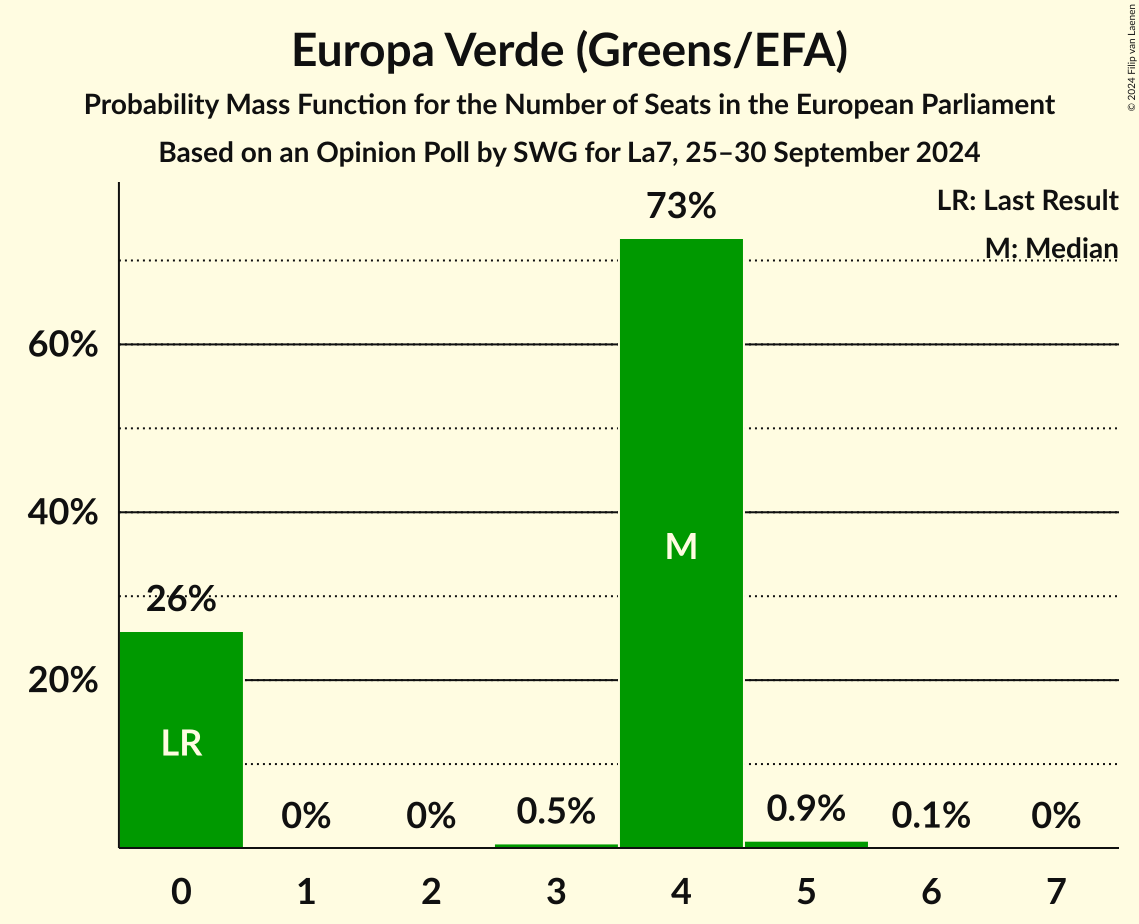 Europa Verde (Greens/EFA)
Probability Mass Function for the Number of Seats in the European Parliament
Based on an Opinion Poll by SWG for La7, 25–30 September 2024
© 2024 Filip van Laenen
LR: Last Result
M: Median
73%
60%
40%
M
26%
20%
LR
0%
0%
0.5%
0.9%
0.1%
0%
0
1
2
3
4
5
6
7